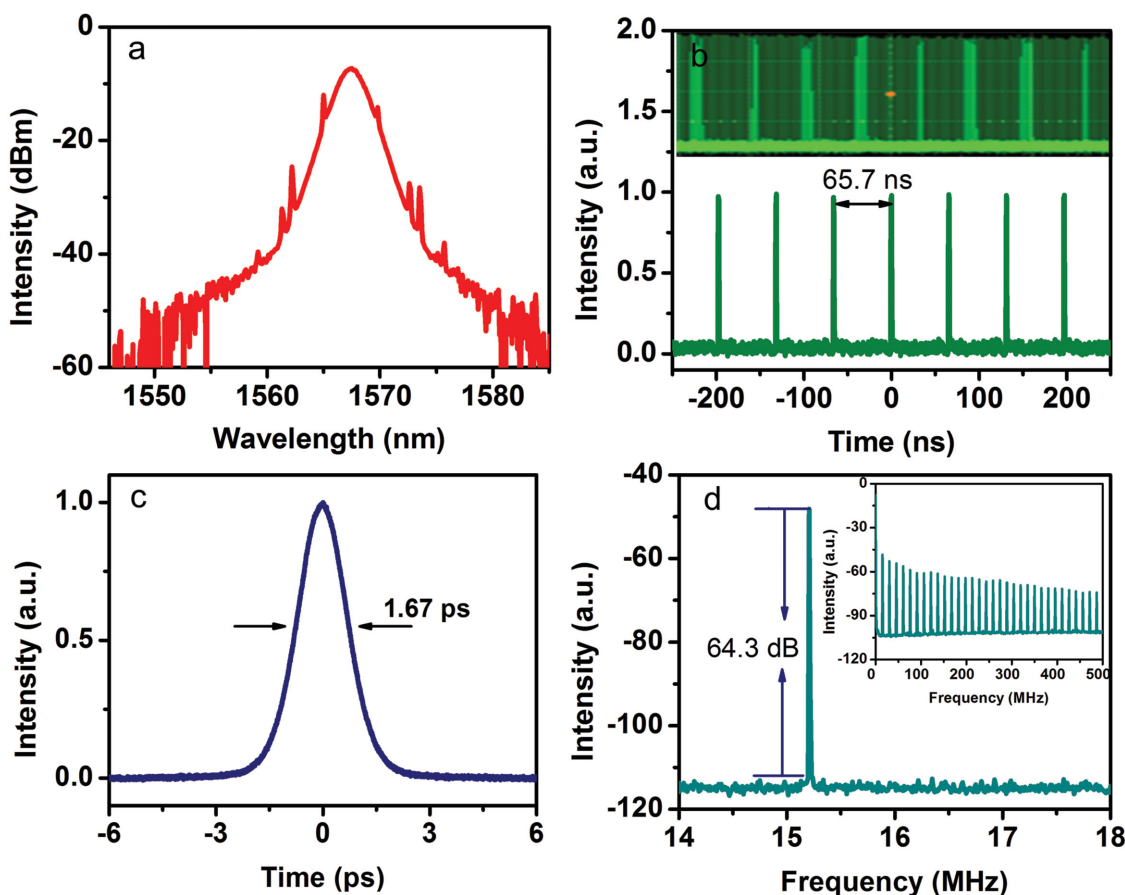 a
0
-20
-40
-60
Intensity (dBm)
1550 1560 1570 1580
Wavelength (nm)
b
2.0
1.5
1.0
0.5
0.0
Intensity (a.u.)
65.7 ns
-200 -100 0 100 200
Time (ns)
c
1.0
0.5
0.0
Intensity (a.u.)
1.67 ps
-6 -3 0 3 6
Time (ps)
d
-40
-60
-80
-100
-120
Intensity (a.u.)
64.3 dB
14 15 16 17 18
Frequency (MHz)
0
-30
-60
-90
-120
Intensity (a.u.)
0 100 200 300 400 500
Frequency (MHz)